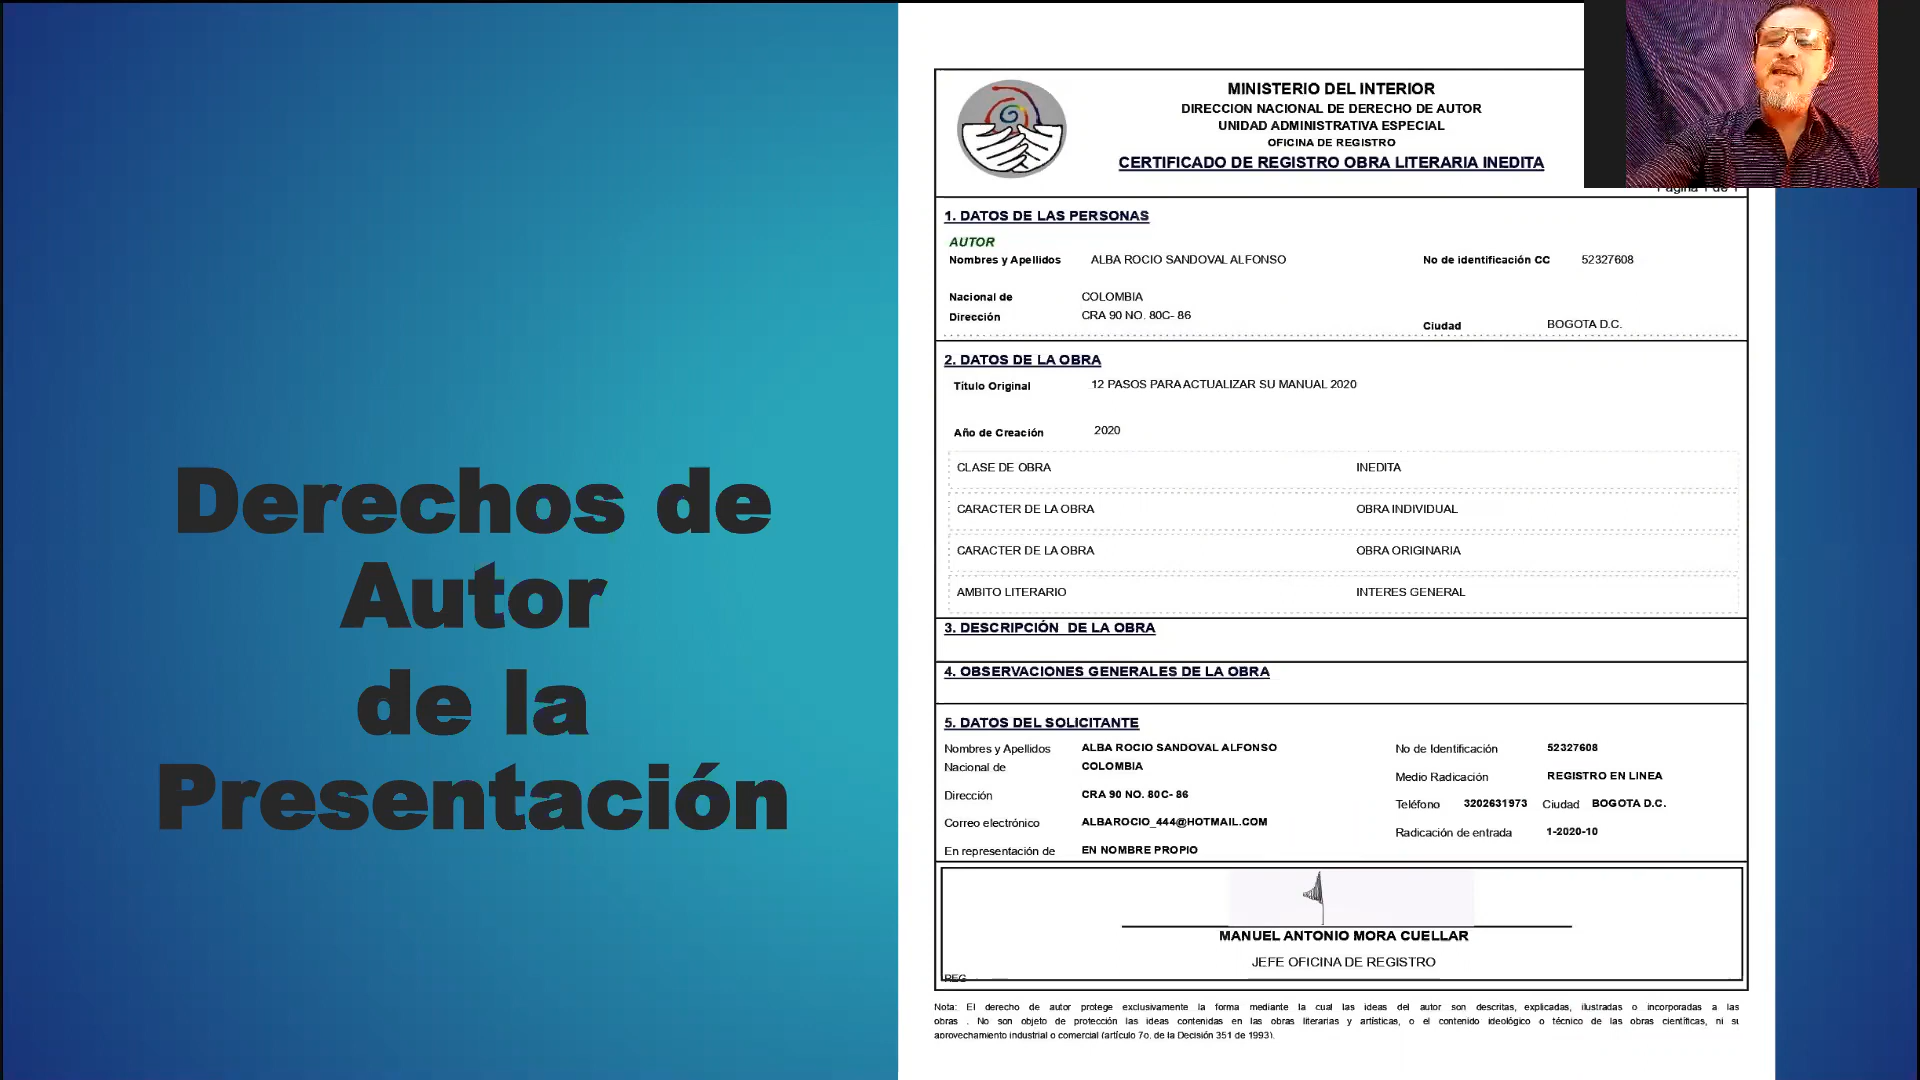 Derechos de
Autor
de la
Presentación
MINISTERIO DEL INTERIOR
DIRECCION NACIONAL DE DERECHO DE AUTOR
UNIDAD ADMINISTRATIVA ESPECIAL
OFICINA DE REGISTRO
CERTIFICADO DE REGISTRO OBRA LITERARIA INEDITA
Página 1 de 1
1. DATOS DE LAS PERSONAS
AUTOR
Nombres y Apellidos ALBA ROCIO SANDOVAL ALFONSO No de identificación CC 52327608
Nacional de COLOMBIA
Dirección CRA 90 NO. 80C- 86
Ciudad BOGOTA D.C.
2. DATOS DE LA OBRA
Título Original 12 PASOS PARA ACTUALIZAR SU MANUAL 2020
Año de Creación 2020
CLASE DE OBRA INEDITA
CARACTER DE LA OBRA OBRA INDIVIDUAL
CARACTER DE LA OBRA OBRA ORIGINARIA
AMBITO LITERARIO INTERES GENERAL
3. DESCRIPCIÓN DE LA OBRA
4. OBSERVACIONES GENERALES DE LA OBRA
5. DATOS DEL SOLICITANTE
Nombres y Apellidos ALBA ROCIO SANDOVAL ALFONSO No de Identificación 52327608
Nacional de COLOMBIA
Medio Radicación REGISTRO EN LINEA
Dirección CRA 90 NO. 80C- 86
Teléfono 3202631973 Ciudad BOGOTA D.C.
Correo electrónico ALBAROCIO_444@HOTMAIL.COM
Radicación de entrada 1-2020-10
En representación de EN NOMBRE PROPIO
MANUEL ANTONIO MORA CUELLAR
JEFE OFICINA DE REGISTRO
REG
Nota: El derecho de autor protege exclusivamente la forma mediante la cual las ideas del autor son descritas, explicadas, ilustradas o incorporadas a las
obras . No son objeto de protección las ideas contenidas en las obras literarias y artísticas, o el contenido ideológico o técnico de las obras científicas, ni su
aprovechamiento industrial o comercial (artículo 7o. de la Decisión 351 de 1993).